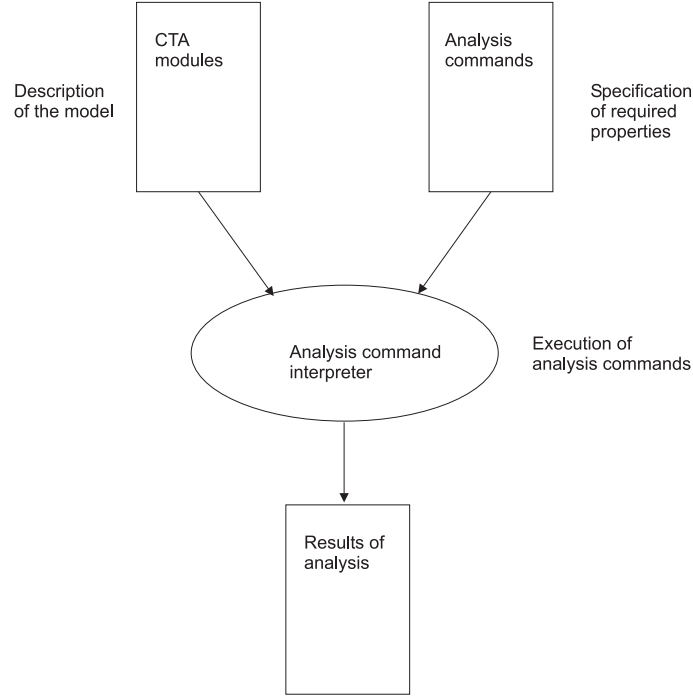 CTA
modules
Analysis
commands
Description
of the model
Specification
of required
properties
Analysis command
interpreter
Execution of
analysis commands
Results of
analysis